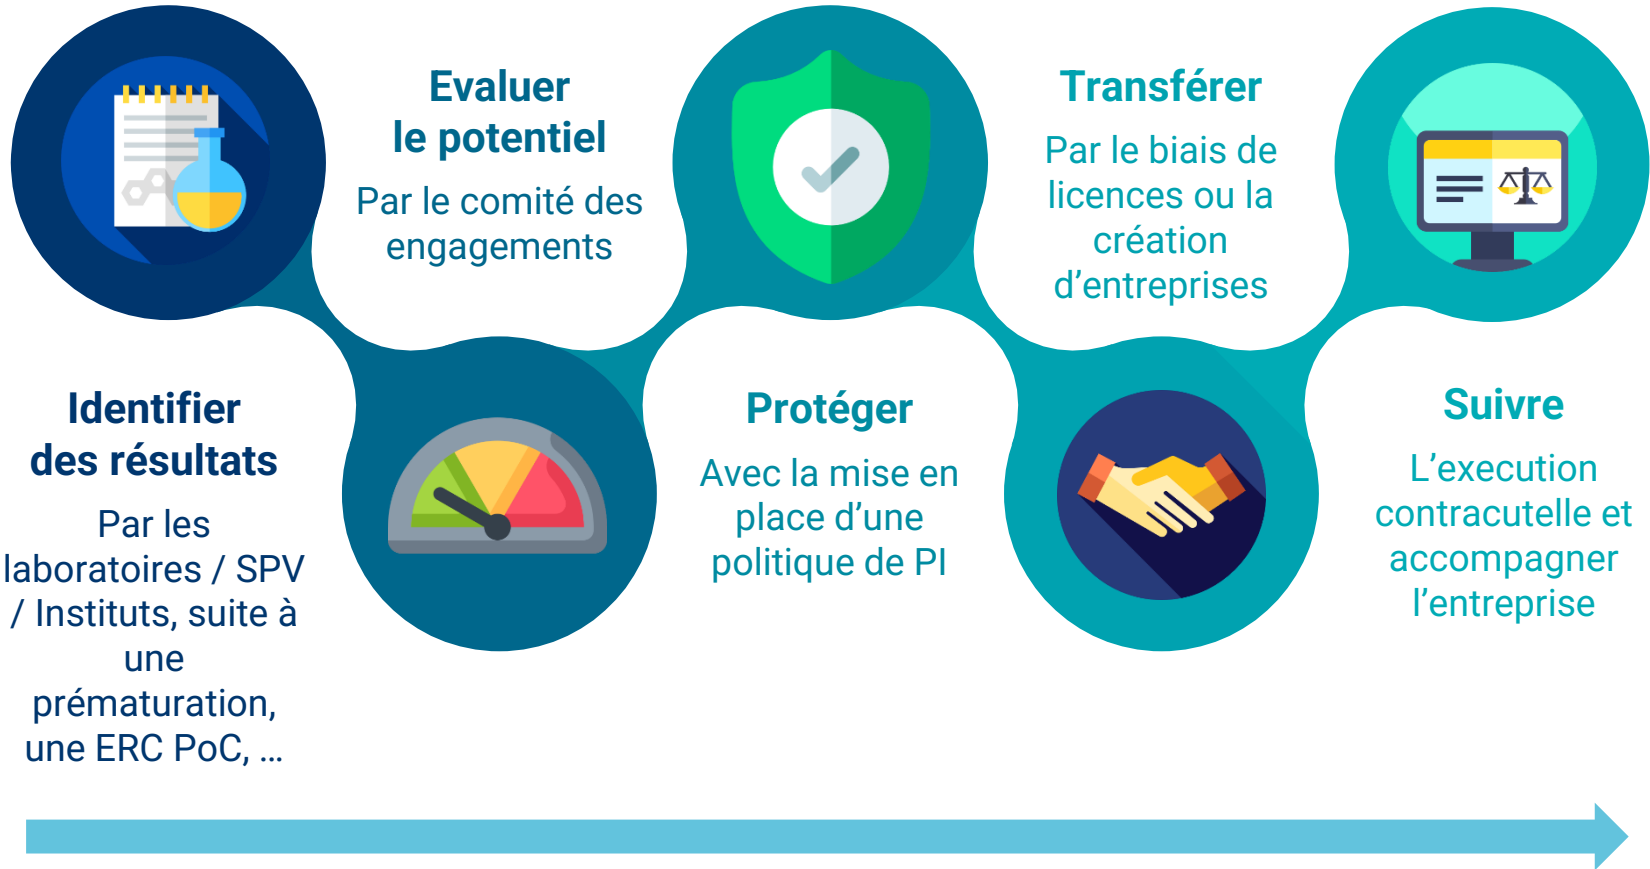 Identifier
des résultats
Par les
laboratoires / SPV
/ Instituts, suite à
une
prématuration,
une ERC PoC, ...
Evaluer
le potentiel
Par le comité des
engagements
Protéger
Avec la mise en
place d’une
politique de PI
Transférer
Par le biais de
licences ou la
création
d’entreprises
Suivre
L’execution
contracutelle et
accompagner
l’entreprise